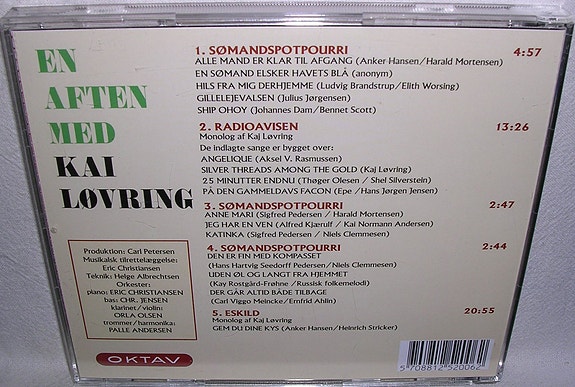 EN
AFTEN
MED
KAI
LØVRING
1. SØMANDSPOTPOURRI 4:57
ALLE MAND ER KLAR TIL AFGANG (Anker Hansen/Harald Mortensen)
EN SØMAND ELSKER HAVETS BLÅ (anonym)
HILS FRA MIG DERHJEMME (Ludvig Brandstrup/Elith Worsing)
GILLELEJEVALSEN (Julius Jørgensen)
SHIP OHOY (Johannes Dam/Bennet Scott)
2. RADIOAVISEN 13:26
Monolog af Kaj Løvring
De indlagte sange er bygget over:
ANGELIQUE (Aksel V. Rasmussen)
SILVER THREADS AMONG THE GOLD (Kaj Løvring)
25 MINUTTER ENDNU (Thøger Olesen / Shel Silverstein)
PÅ DEN GAMMELDAVS FACON (Epe / Hans Jørgen Jensen)
3. SØMANDSPOTPOURRI 2:47
ANNE MARI (Sigfred Pedersen / Harald Mortensen)
JEG HAR EN VEN (Alfred Kjærulf / Kai Normann Andersen)
KATINKA (Sigfred Pedersen / Niels Clemmesen)
4. SØMANDSPOTPOURRI 2:44
DEN ER FIN MED KOMPASSET
(Hans Hartvig Seedorff Pedersen / Niels Clemmesen)
UDEN ØL OG LANGT FRA HJEMMET
(Kay Rostgård-Frøhne / Russisk folkemelodi)
DER GÅR ALTID BÅDE TILBAGE
(Carl Viggo Meincke/Ernfrid Ahlin)
5. ESKILD 20:55
Monolog af Kaj Løvring
GEM DU DINE KYS (Anker Hansen/Heinrich Stricker)
Produktion: Carl Petersen
Musikalsk tilrettelæggelse:
Eric Christiansen
Teknik: Helge Albrechtsen
Orkester:
piano: ERIC CHRISTIANSEN
bas: CHR. JENSEN
klarinet/violin:
ORLA OLSEN
trommer/harmonika:
PALLE ANDERSEN
OKTAV
5 708812 520062